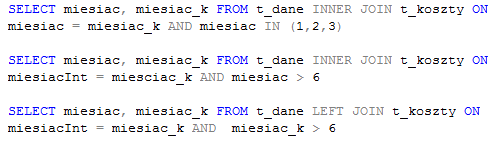 SELECT miesiac, miesiac_k FROM t_dane INNER JOIN t_koszty ON
miesiac = miesiac_k AND miesiac IN (1,2,3)
SELECT miesiac, miesiac_k FROM t_dane INNER JOIN t_koszty ON
miesiacInt = miesciac_k AND miesiac > 6
SELECT miesiac, miesiac_k FROM t_dane LEFT JOIN t_koszty ON
miesiacInt = miesiac_k AND  miesiac_k > 6